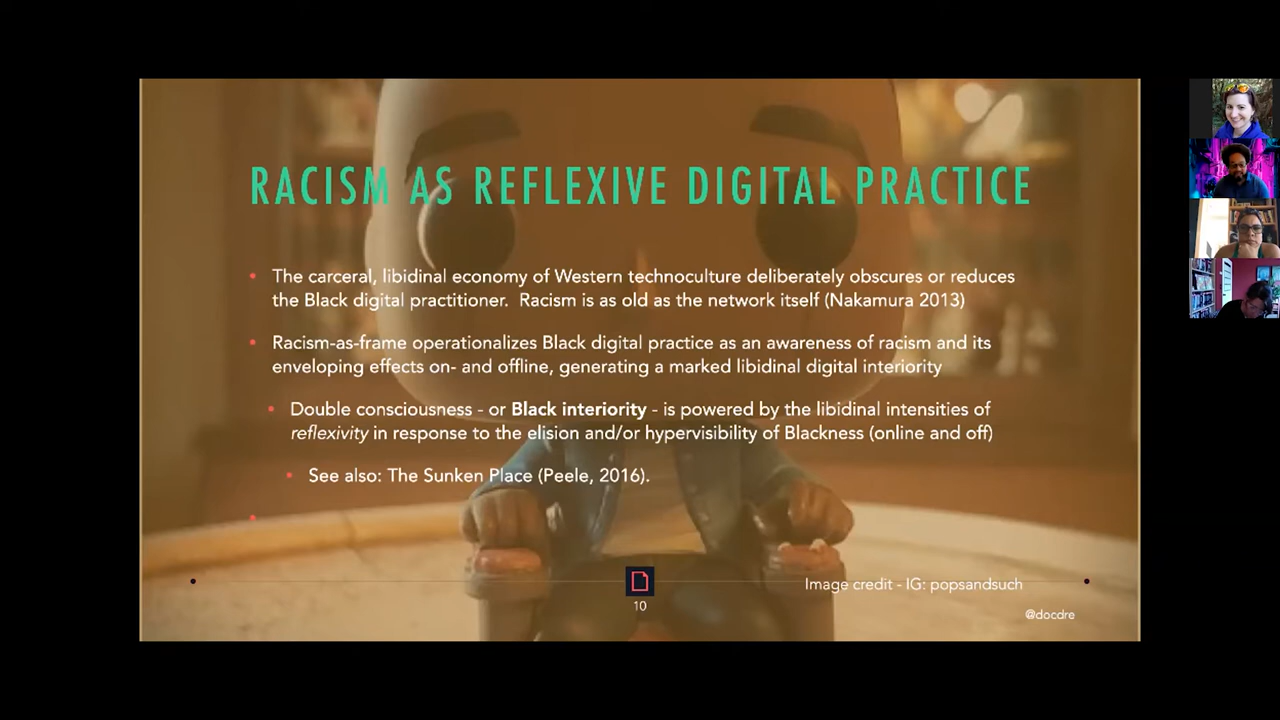 RACISM AS REFLEXIVE DIGITAL PRACTICE
• The carceral, libidinal economy of Western technoculture deliberately obscures or reduces
the Black digital practitioner.  Racism is as old as the network itself (Nakamura 2013)
• Racism-as-frame operationalizes Black digital practice as an awareness of racism and its
enveloping effects on- and offline, generating a marked libidinal digital interiority
• Double consciousness - or Black interiority - is powered by the libidinal intensities of
reflexivity in response to the elision and/or hypervisibility of Blackness (online and off)
• See also: The Sunken Place (Peele, 2016).
Image credit - IG: popsandsuch
10
@docdre